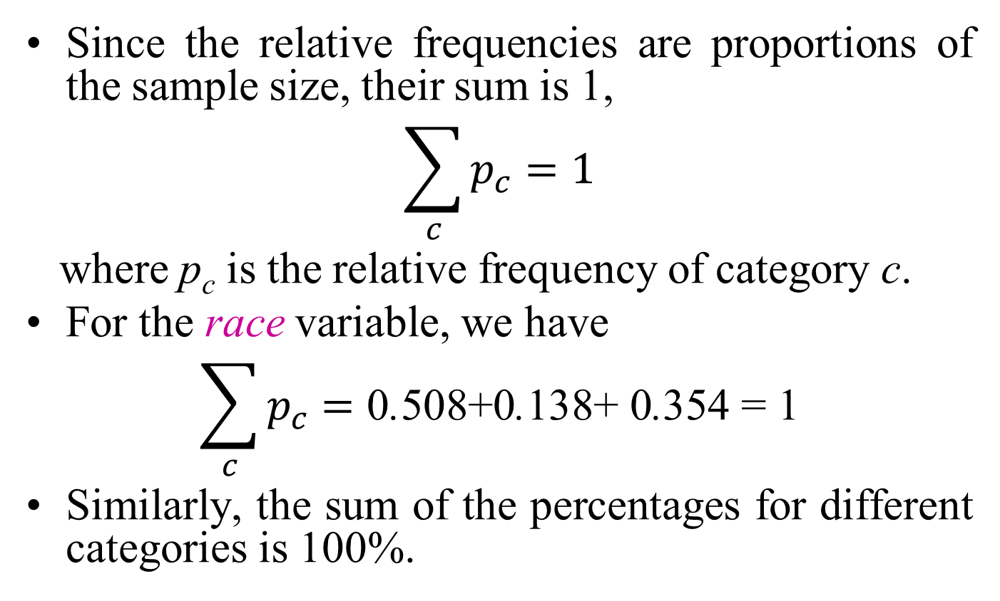 • Since the relative frequencies are proportions of
the sample size, their sum is 1,
∑ p_c = 1
c
where p_c is the relative frequency of category c.
• For the race variable, we have
∑ p_c = 0.508+0.138+ 0.354 = 1
c
• Similarly, the sum of the percentages for different
categories is 100%.